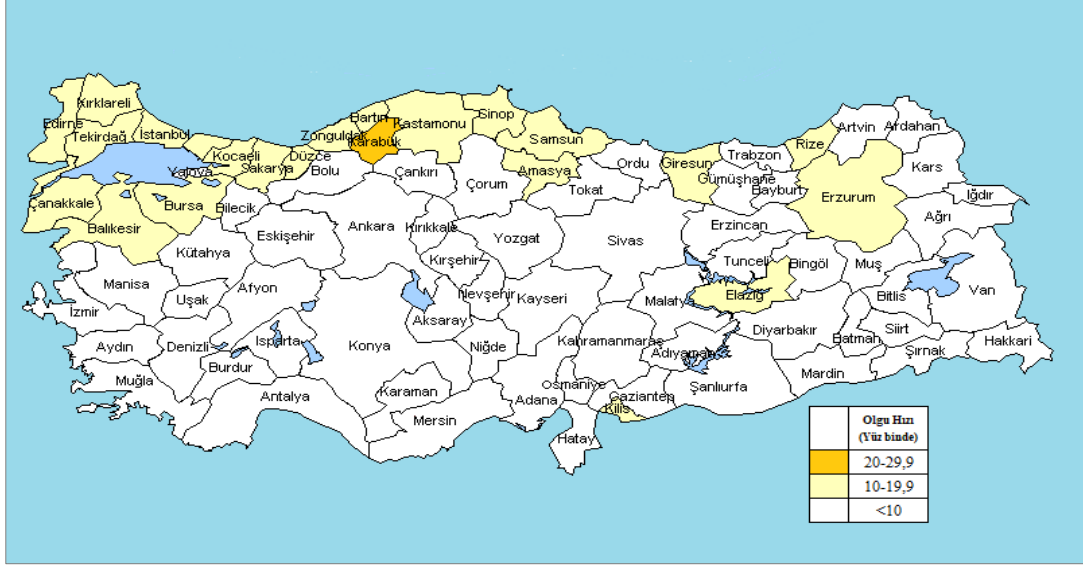 Kırklareli
Edirne
Tekirdağ
İstanbul
Kocaeli
Yalova
Sakarya
Düzce
Zonguldak
Bartın
Karabük
Kastamonu
Sinop
Samsun
Bolu
Çankırı
Çorum
Amasya
Tokat
Ordu
Giresun
Trabzon
Gümüşhane
Bayburt
Rize
Artvin
Ardahan
Kars
Iğdır
Erzurum
Ağrı
Çanakkale
Balıkesir
Bursa
Bilecik
Kütahya
Eskişehir
Ankara
Kırıkkale
Yozgat
Sivas
Erzincan
Tunceli
Bingöl
Muş
Bitlis
Van
Manisa
Uşak
Afyon
Kırşehir
Nevşehir
Kayseri
Malaty
Elazığ
Diyarbakır
Batman
Siirt
Şırnak
Hakkari
İzmir
Aydın
Denizli
Isparta
Burdur
Konya
Aksaray
Niğde
Kahramanmaraş
Adıyaman
Mardin
Muğla
Antalya
Karaman
Mersin
Adana
Osmaniye
Gaziantep
Kilis
Şanlıurfa
Hatay
Olgu Hızı
(Yüz binde)
20-29,9
10-19,9
<10